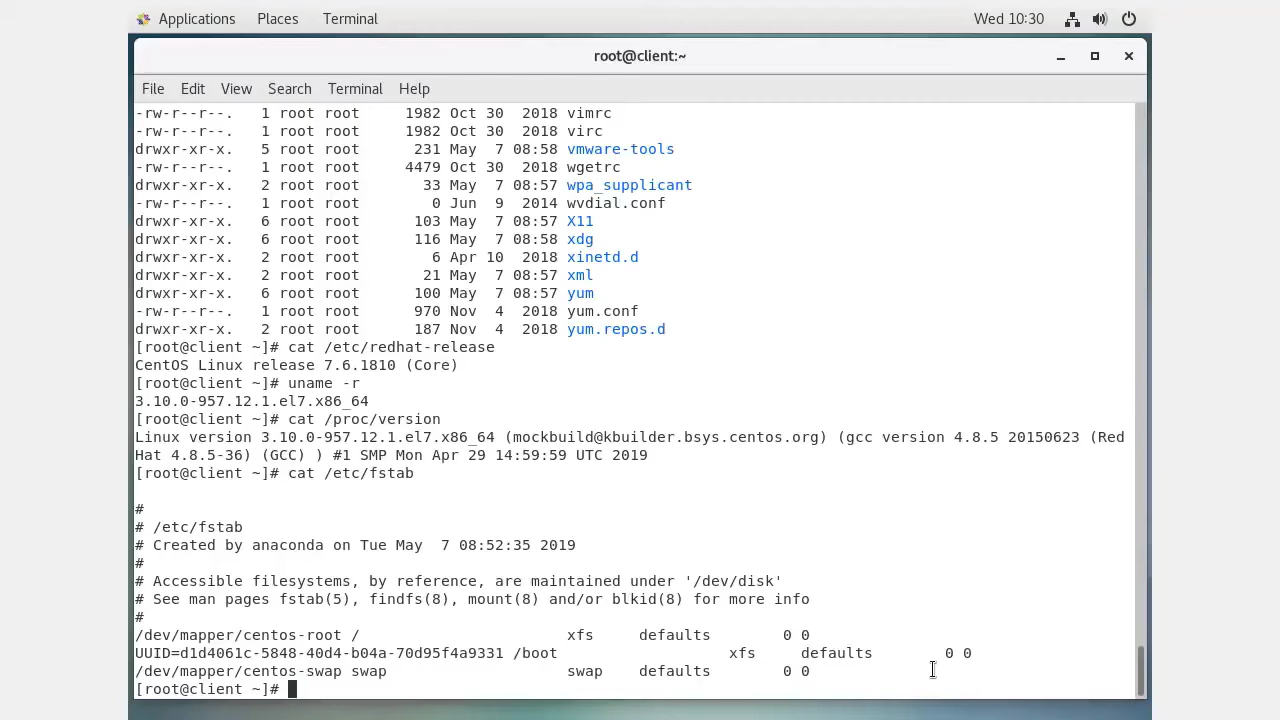 Applications Places Terminal Wed 10:30
root@client:~
File Edit View Search Terminal Help
-rw-r--r--.   1 root root     1982 Oct 30  2018 vimrc
-rw-r--r--.   1 root root     1982 Oct 30  2018 virc
drwxr-xr-x.   5 root root      231 May  7 08:58 vmware-tools
-rw-r--r--.   1 root root     4479 Oct 30  2018 wgetrc
drwxr-xr-x.   2 root root       33 May  7 08:57 wpa_supplicant
-rw-r--r--.   1 root root        0 Jun  9  2014 wvdial.conf
drwxr-xr-x.   6 root root      103 May  7 08:57 X11
drwxr-xr-x.   6 root root      116 May  7 08:58 xdg
drwxr-xr-x.   2 root root        6 Apr 10  2018 xinetd.d
drwxr-xr-x.   2 root root       21 May  7 08:57 xml
drwxr-xr-x.   6 root root      100 May  7 08:57 yum
-rw-r--r--.   1 root root      970 Nov  4  2018 yum.conf
drwxr-xr-x.   2 root root      187 Nov  4  2018 yum.repos.d
[root@client ~]# cat /etc/redhat-release
CentOS Linux release 7.6.1810 (Core)
[root@client ~]# uname -r
3.10.0-957.12.1.el7.x86_64
[root@client ~]# cat /proc/version
Linux version 3.10.0-957.12.1.el7.x86_64 (mockbuild@kbuilder.bsys.centos.org) (gcc version 4.8.5 20150623 (Red
Hat 4.8.5-36) (GCC) ) #1 SMP Mon Apr 29 14:59:59 UTC 2019
[root@client ~]# cat /etc/fstab
#
# /etc/fstab
# Created by anaconda on Tue May  7 08:52:35 2019
#
# Accessible filesystems, by reference, are maintained under '/dev/disk'
# See man pages fstab(5), findfs(8), mount(8) and/or blkid(8) for more info
#
/dev/mapper/centos-root /                       xfs     defaults        0 0
UUID=d1d4061c-5848-40d4-b04a-70d95f4a9331 /boot                   xfs     defaults        0 0
/dev/mapper/centos-swap swap                    swap    defaults        0 0
[root@client ~]#